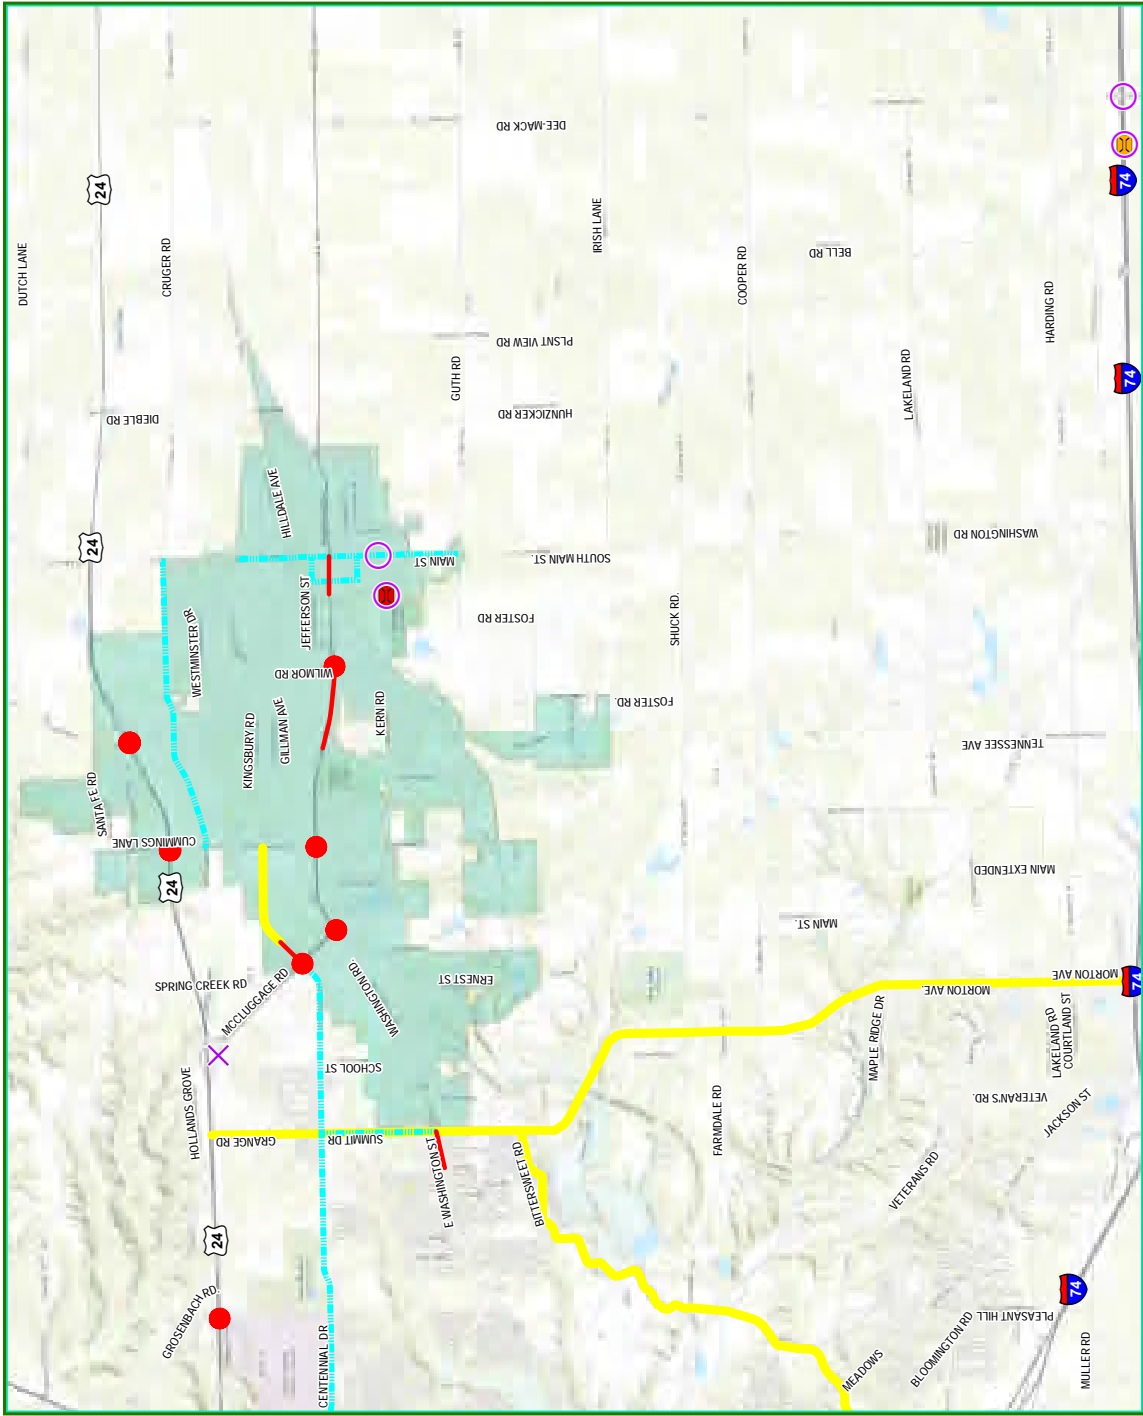 DEE-MACK RD
24
74
IRISH LANE
DUTCH LANE
CRUGER RD
COOPER RD
BELL RD
HARDING RD
PLSNT VIEW RD
GUTH RD
LAKELAND RD
74
DIEBLE RD
HUNZICKER RD
HILLDALE AVE
24
MAIN ST
SOUTH MAIN ST.
WASHINGTON RD
JEFFERSON ST
FOSTER RD
SHUCK RD.
WESTMINSTER DR
WILMOR RD
KERN RD
FOSTER RD.
GILLMAN AVE
KINGSBURY RD
TENNESSEE AVE
SANTA FE RD
CUMMINGS LANE
24
MAIN EXTENDED
MAIN ST.
SPRING CREEK RD
MCCLUGGAGE RD
WASHINGTON RD.
ERNEST ST
MORTON AVE.
MORTON AVE
74
MAPLE RIDGE DR
LAKELAND RD
COURTLAND ST
SCHOOL ST
HOLLANDS GROVE
VETERAN'S RD.
JACKSON ST
FARMDALE RD
GRANGE RD
SUMMIT DR
E WASHINGTON ST
BITTERSWEET RD
VETERANS RD
24
74
GROSENBACH RD.
PLEASANT HILL
CENTENNIAL DR
MEADOWS
BLOOMINGTON RD
MULLER RD